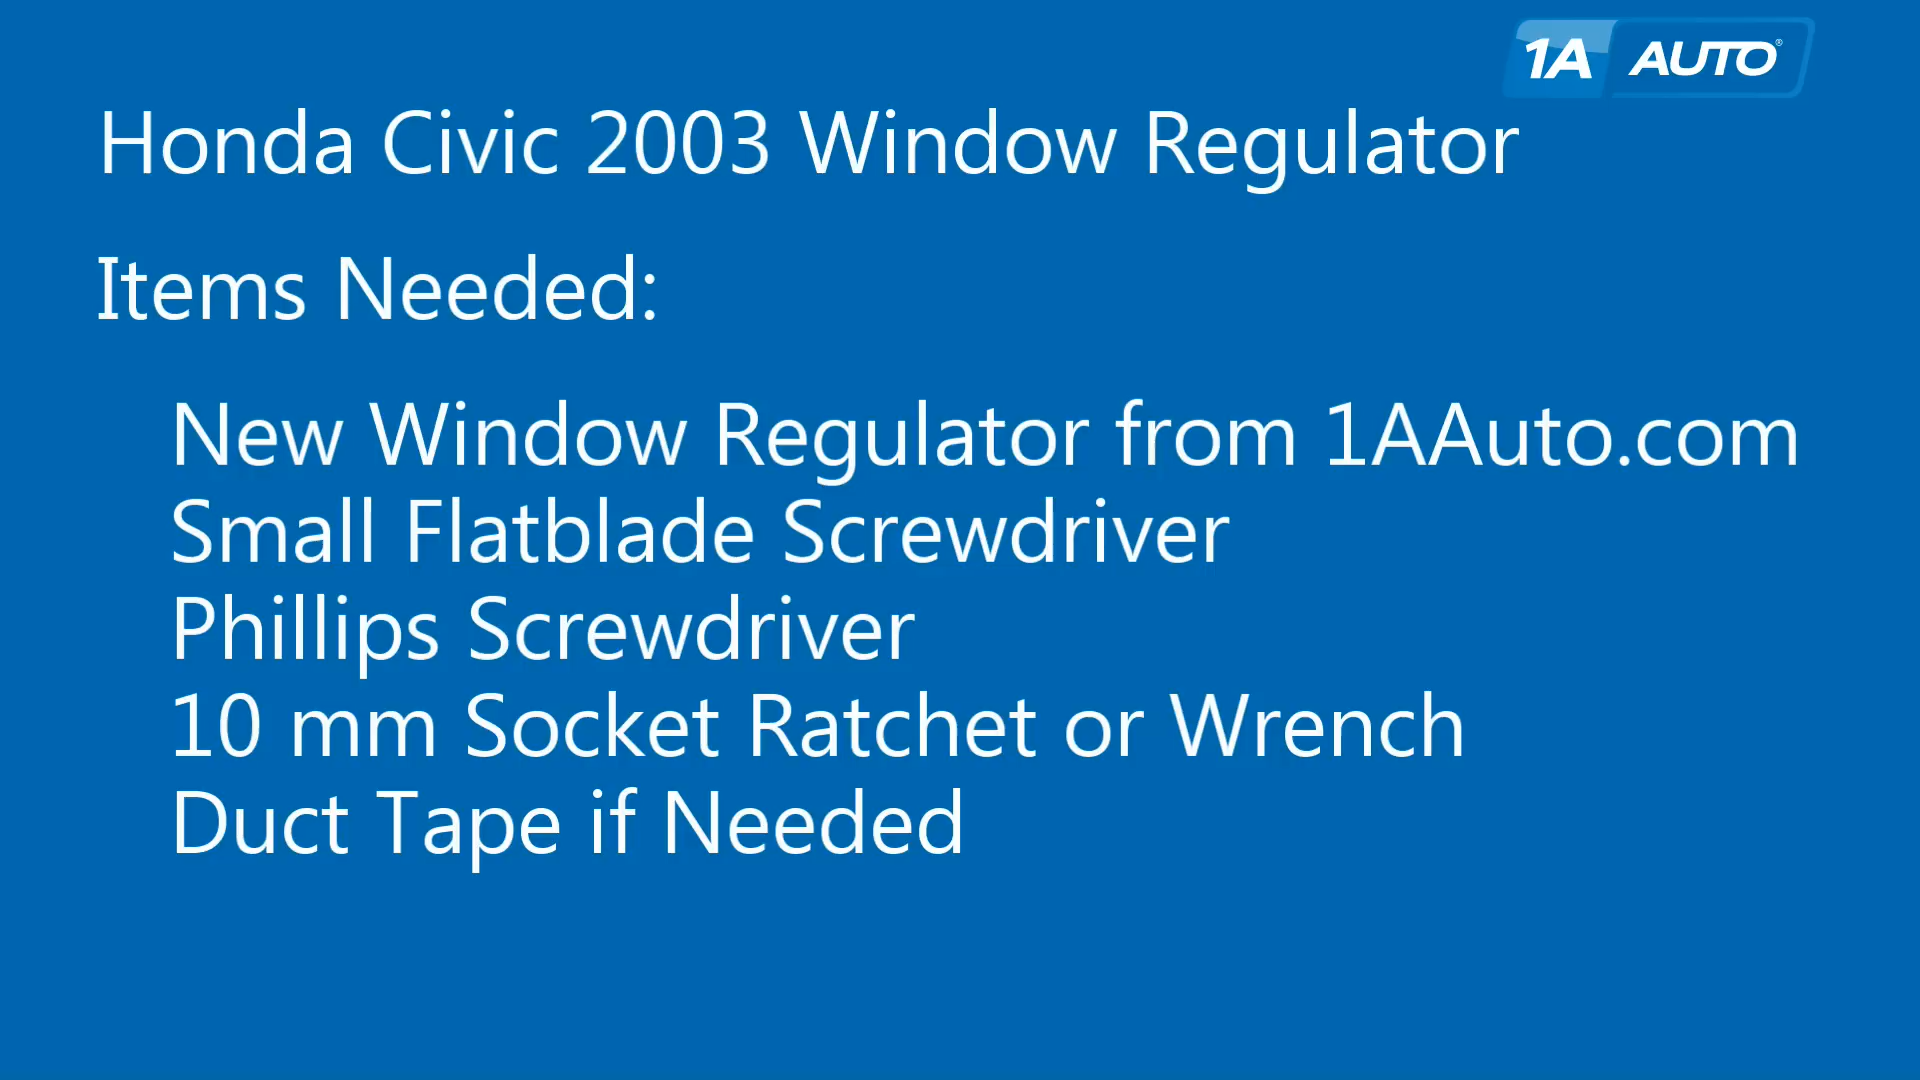 1A AUTO®
Honda Civic 2003 Window Regulator
Items Needed:
New Window Regulator from 1AAuto.com
Small Flatblade Screwdriver
Phillips Screwdriver
10 mm Socket Ratchet or Wrench
Duct Tape if Needed